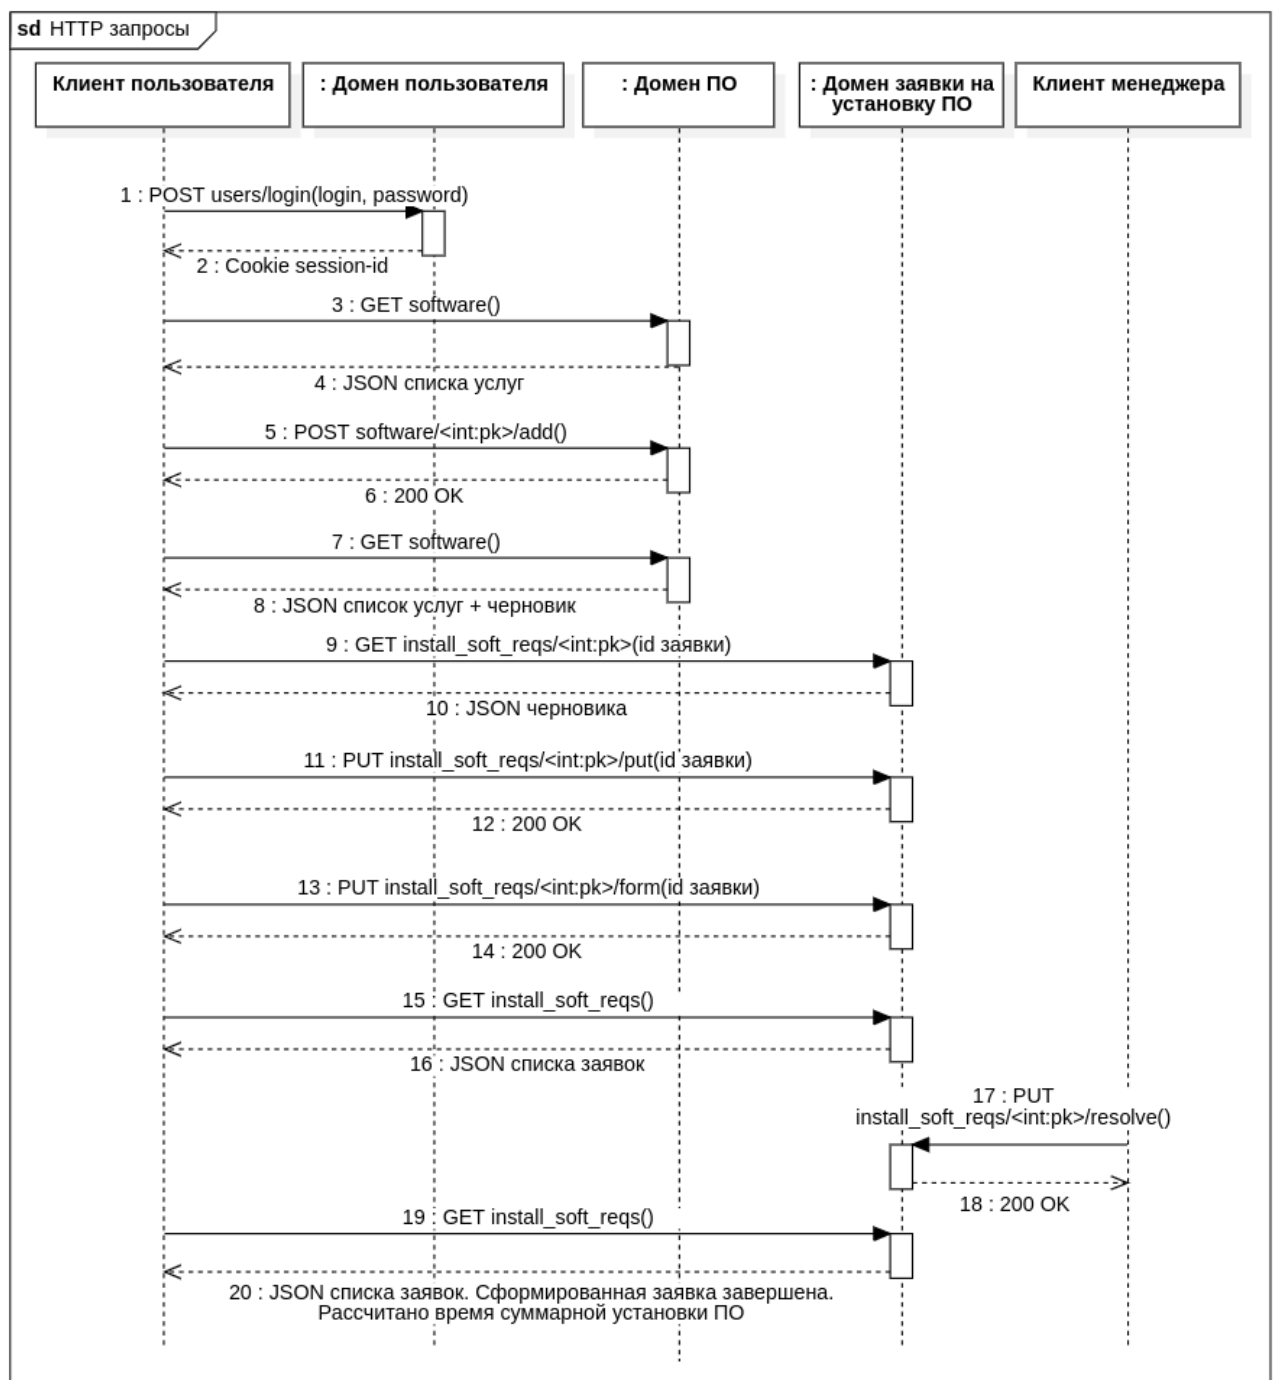 sd HTTP запросы
Клиент пользователя
: Домен пользователя
: Домен ПО
: Домен заявки на
установку ПО
Клиент менеджера
1 : POST users/login(login, password)
2 : Cookie session-id
3 : GET software()
4 : JSON списка услуг
5 : POST software/<int:pk>/add()
6 : 200 OK
7 : GET software()
8 : JSON список услуг + черновик
9 : GET install_soft_reqs/<int:pk>(id заявки)
10 : JSON черновика
11 : PUT install_soft_reqs/<int:pk>/put(id заявки)
12 : 200 OK
13 : PUT install_soft_reqs/<int:pk>/form(id заявки)
14 : 200 OK
15 : GET install_soft_reqs()
16 : JSON списка заявок
17 : PUT
install_soft_reqs/<int:pk>/resolve()
18 : 200 OK
19 : GET install_soft_reqs()
20 : JSON списка заявок. Сформированная заявка завершена.
Рассчитано время суммарной установки ПО